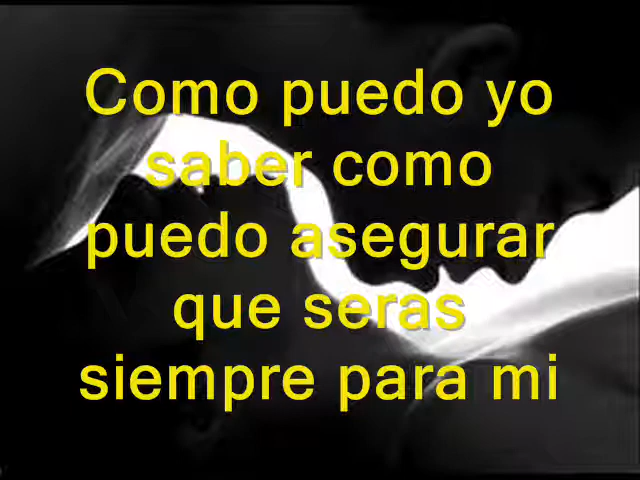 Como puedo yo
saber como
puedo asegurar
que seras
siempre para mi